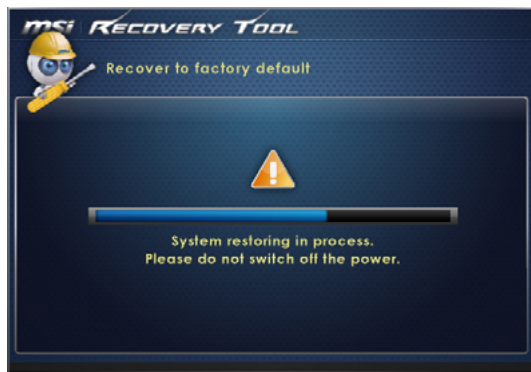 msi RECOVERY TOOL
Recover to factory default
System restoring in process.
Please do not switch off the power.